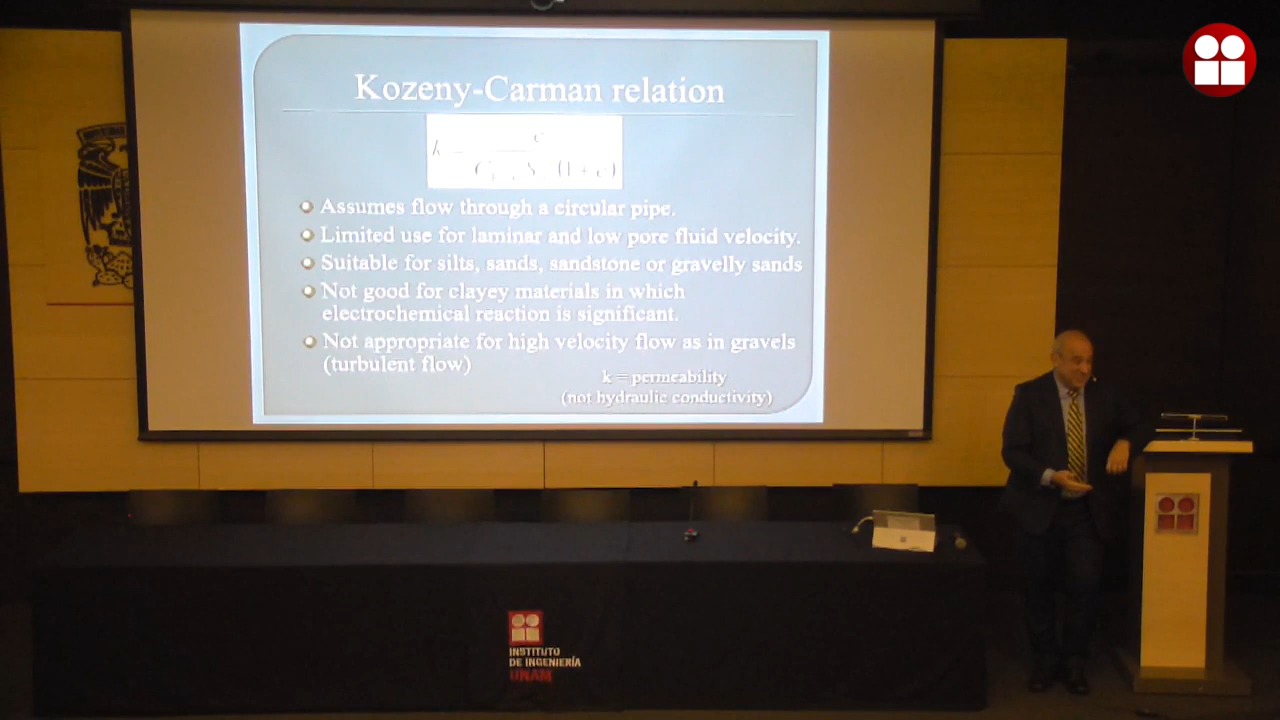 Kozeny-Carman relation
Assumes flow through a circular pipe.
Limited use for laminar and low pore fluid velocity.
Suitable for silts, sands, sandstone or gravelly sands
Not good for clayey materials in which
electrochemical reaction is significant.
Not appropriate for high velocity flow as in gravels
(turbulent flow)
k = permeability
(not hydraulic conductivity)
INSTITUTO
DE INGENIERÍA
UNAM